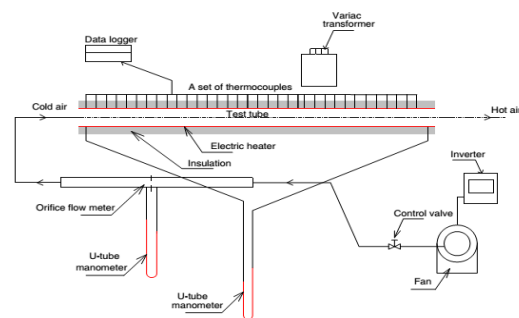 Variac
transformer
Data logger
A set of thermocouples
Cold air
Test tube
Hot air
Electric heater
Insulation
Inverter
Orifice flow meter
Control valve
U-tube
manometer
Fan
U-tube
manometer